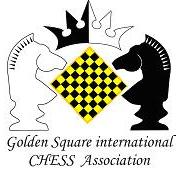 Golden Square international
CHESS Association